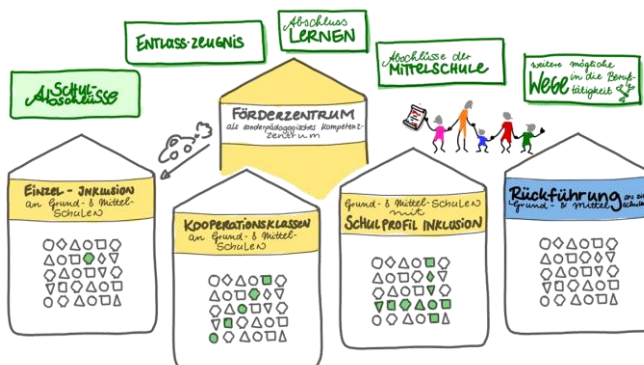 SCHUL-
Abschlüsse
ENTLASS-ZEUGNIS
Abschluss
LERNEN
Abschlüsse der
MITTELSCHULE
weitere mögliche
WEGE in die Beruf-
tätigkeit
FÖRDERZENTRUM
als sonderpädagogisches Kompetenz-
zentrum
EINZEL-INKLUSION
an Grund- & Mittel-
Schulen
KOOPERATIONSKLASSEN
an Grund- & Mittel-
Schulen
Grund- & Mittel-Schulen
mit
SCHULPROFIL INKLUSION
Rückführung
Grund- & Mittel